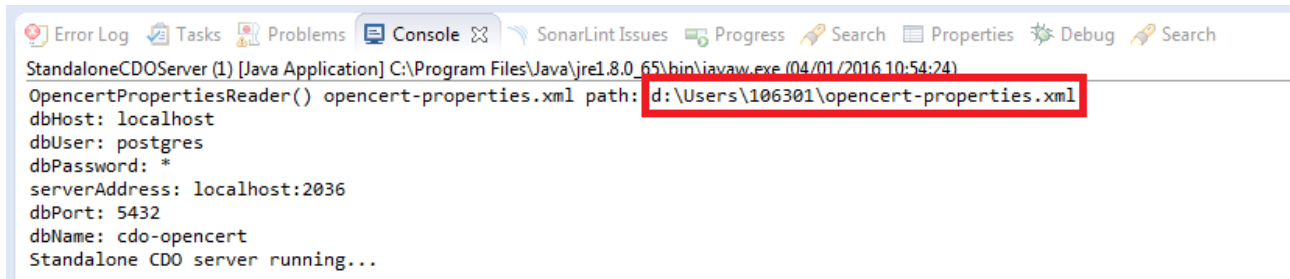 Error Log Tasks Problems Console SonarLint Issues Progress Search Properties Debug Search
StandaloneCDOServer (1) [Java Application] C:\Program Files\Java\jre1.8.0_65\bin\javaw.exe (04/01/2016 10:54:24)
OpencertPropertiesReader() opencert-properties.xml path: d:\Users\106301\opencert-properties.xml
dbHost: localhost
dbUser: postgres
dbPassword: *
serverAddress: localhost:2036
dbPort: 5432
dbName: cdo-opencert
Standalone CDO server running...